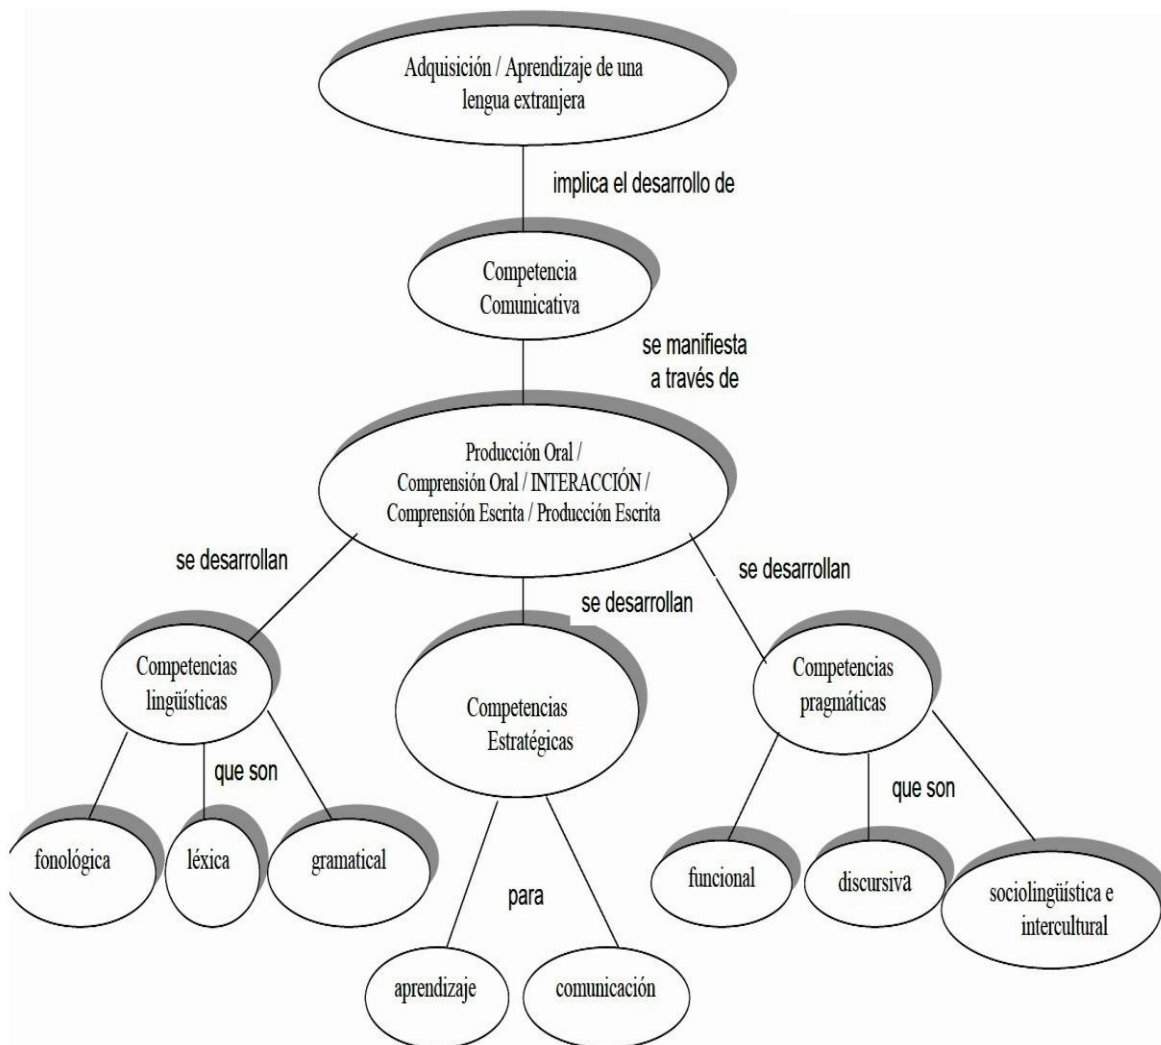 Adquisición / Aprendizaje de una
lengua extranjera
implica el desarrollo de
Competencia
Comunicativa
se manifiesta
a través de
Producción Oral /
Comprensión Oral / INTERACCIÓN /
Comprensión Escrita / Producción Escrita
se desarrollan
se desarrollan
se desarrollan
Competencias
lingüísticas
Competencias
Estratégicas
Competencias
pragmáticas
que son
fonológica
léxica
gramatical
para
aprendizaje
comunicación
que son
funcional
discursiva
sociolingüística e
intercultural